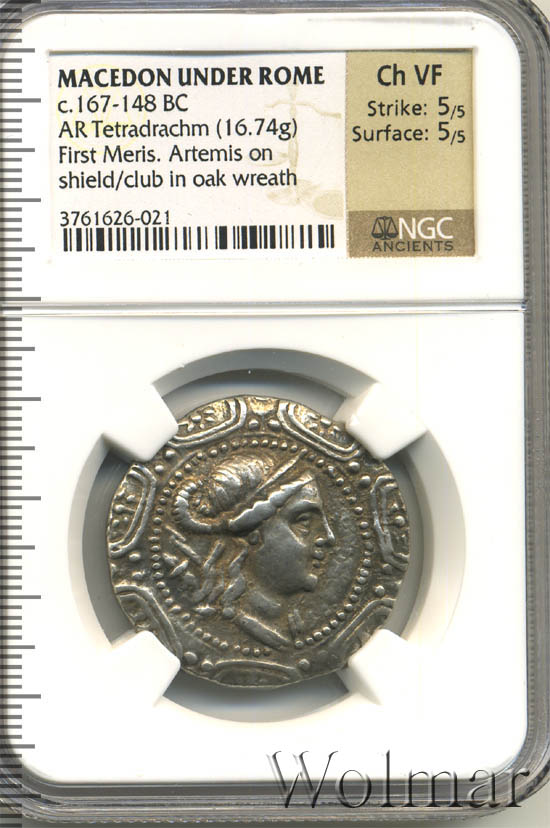 MACEDON UNDER ROME
c.167-148 BC
AR Tetradrachm (16.74g)
First Meris. Artemis on
shield/club in oak wreath
3761626-021
Ch VF
Strike: 5/5
Surface: 5/5
NGC
ANCIENTS
Wolmar